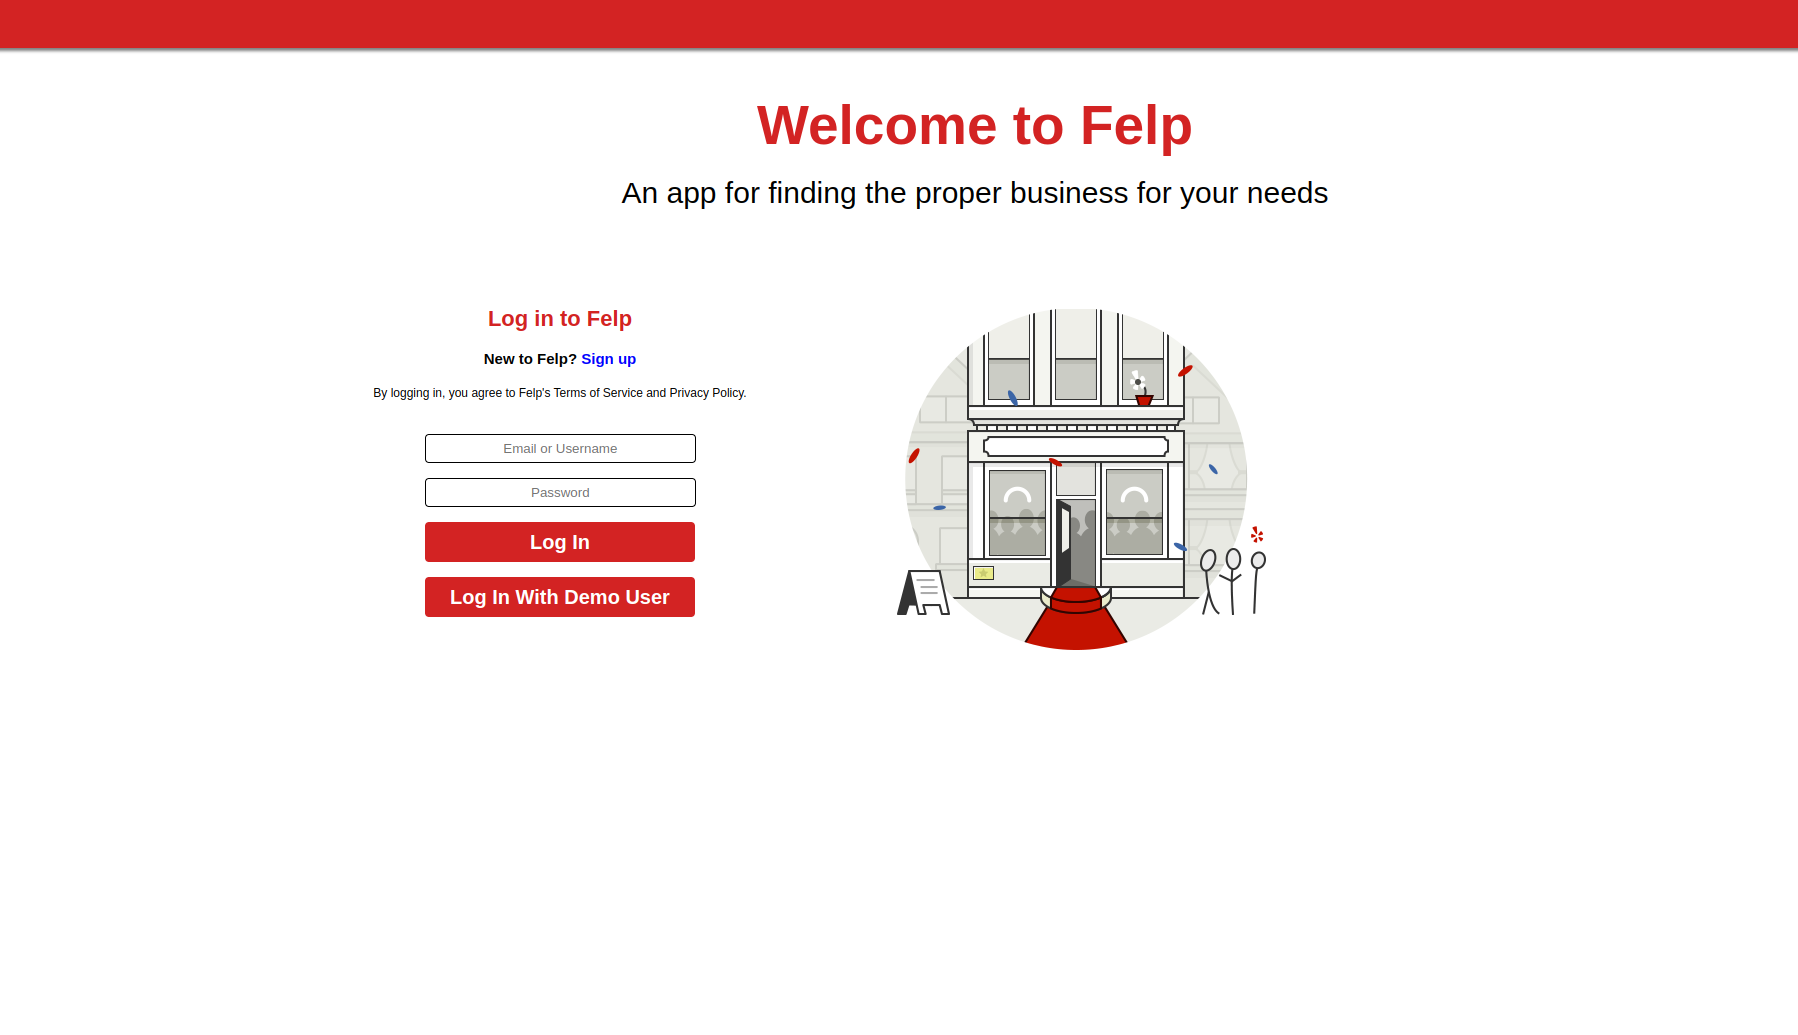 Welcome to Felp
An app for finding the proper business for your needs
Log in to Felp
New to Felp? Sign up
By logging in, you agree to Felp's Terms of Service and Privacy Policy.
Email or Username
Password
Log In
Log In With Demo User